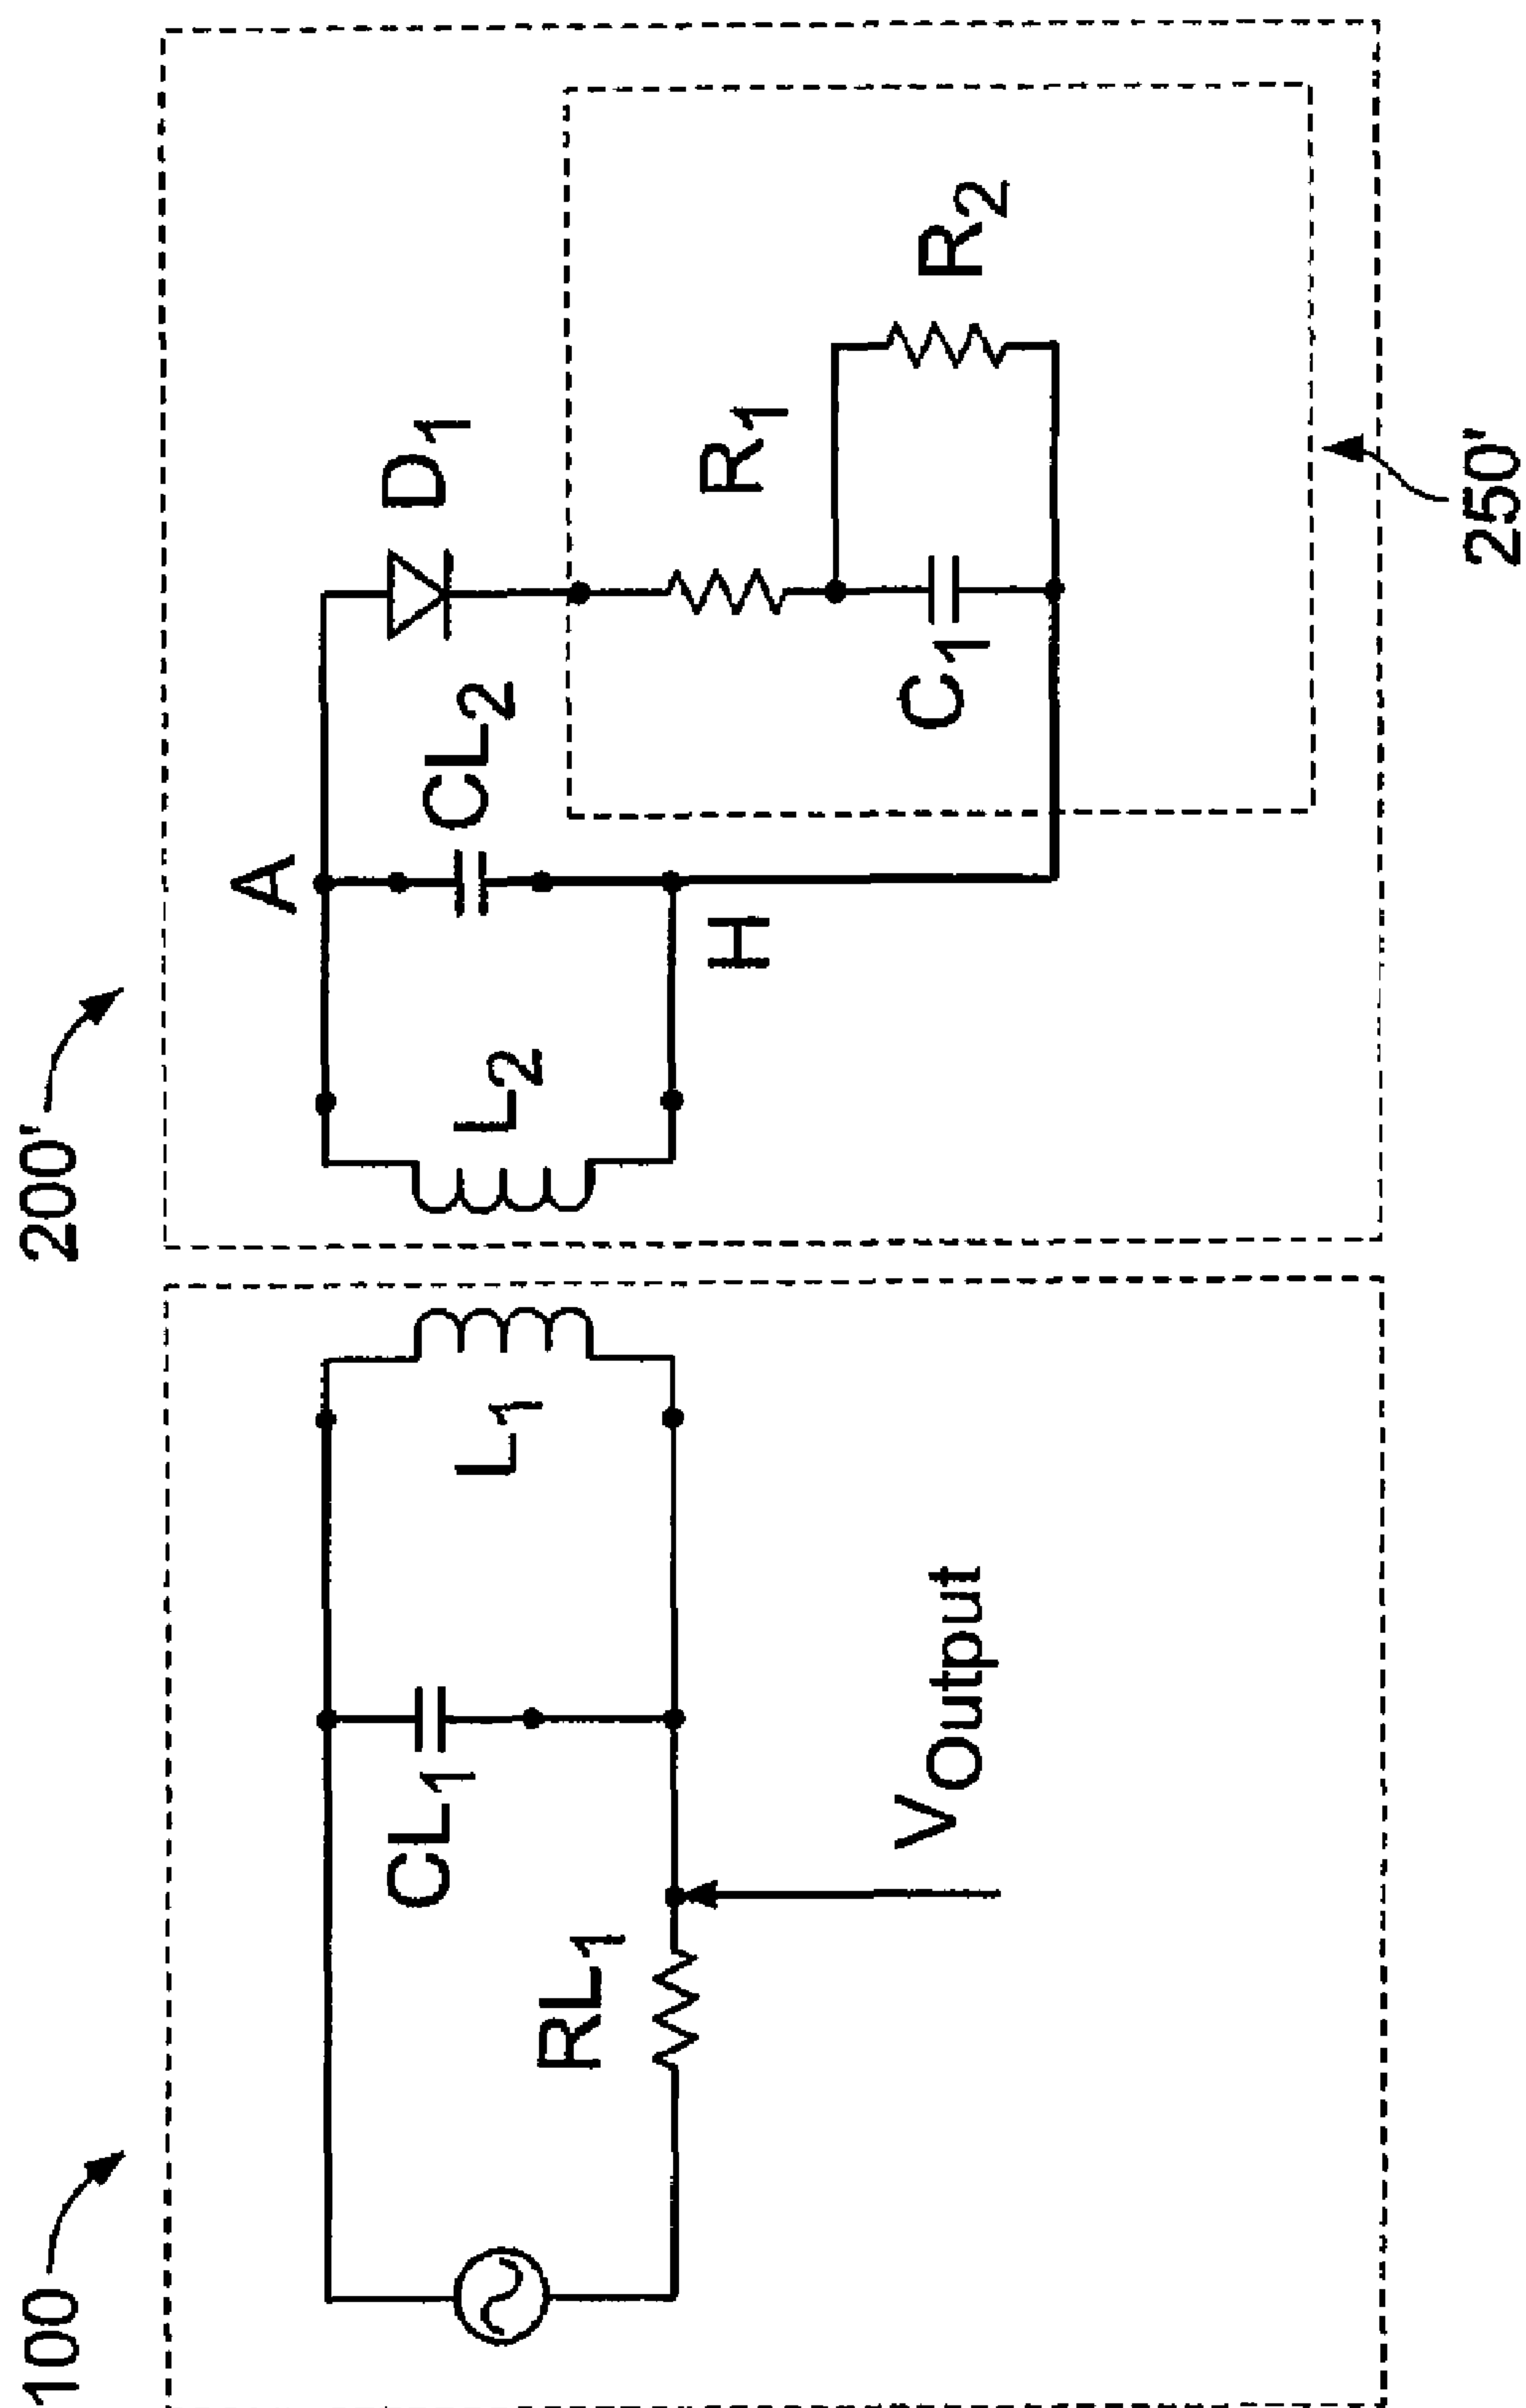 100'
200'
CL1
L1
RL1
VOutput
A
L2
CL2
H
D1
R1
C1
R2
250'